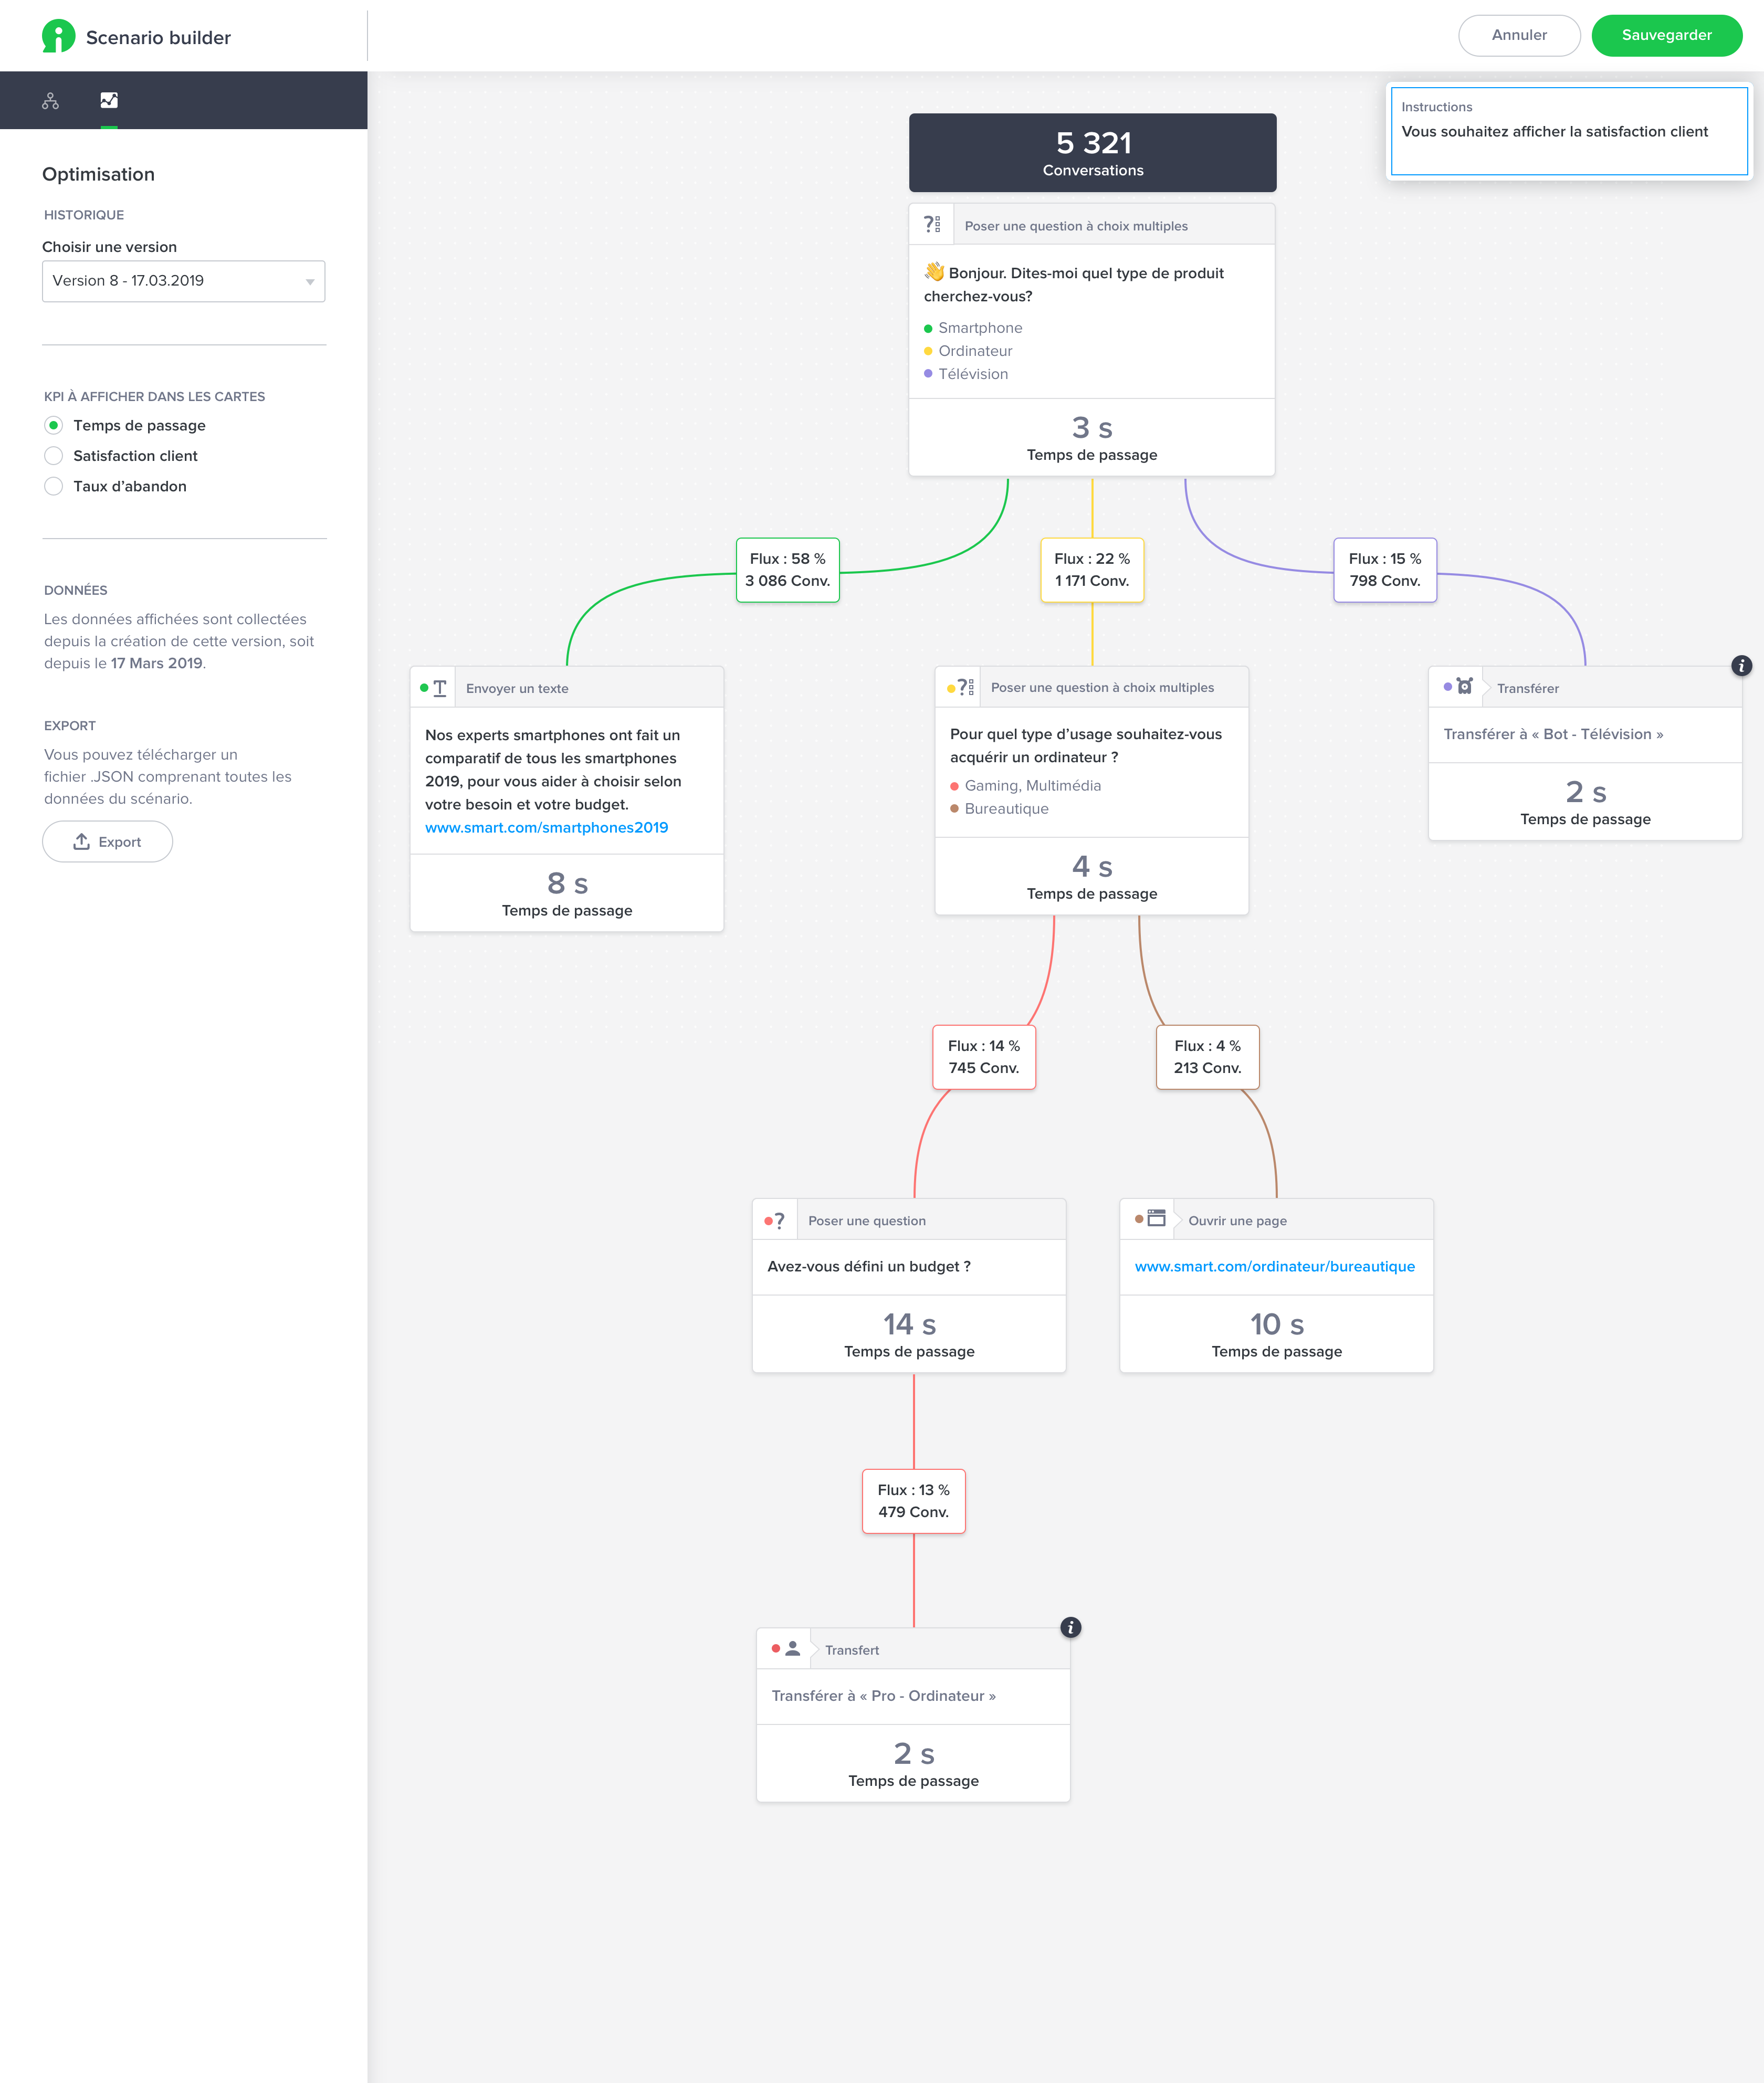 Scenario builder
Annuler
Sauvegarder
Instructions
Vous souhaitez afficher la satisfaction client
Optimisation
HISTORIQUE
Choisir une version
Version 8 - 17.03.2019
KPI À AFFICHER DANS LES CARTES
Temps de passage
Satisfaction client
Taux d’abandon
DONNÉES
Les données affichées sont collectées
depuis la création de cette version, soit
depuis le 17 Mars 2019.
EXPORT
Vous pouvez télécharger un
fichier .JSON comprenant toutes les
données du scénario.
Export
5 321
Conversations
Poser une question à choix multiples
Bonjour. Dites-moi quel type de produit
cherchez-vous?
Smartphone
Ordinateur
Télévision
3 s
Temps de passage
Flux : 58 %
3 086 Conv.
Flux : 22 %
1 171 Conv.
Flux : 15 %
798 Conv.
Envoyer un texte
Nos experts smartphones ont fait un
comparatif de tous les smartphones
2019, pour vous aider à choisir selon
votre besoin et votre budget.
www.smart.com/smartphones2019
8 s
Temps de passage
Poser une question à choix multiples
Pour quel type d’usage souhaitez-vous
acquérir un ordinateur ?
Gaming, Multimédia
Bureautique
4 s
Temps de passage
Transférer
Transférer à « Bot - Télévision »
2 s
Temps de passage
Flux : 14 %
745 Conv.
Flux : 4 %
213 Conv.
Poser une question
Avez-vous défini un budget ?
14 s
Temps de passage
Ouvrir une page
www.smart.com/ordinateur/bureautique
10 s
Temps de passage
Flux : 13 %
479 Conv.
Transfert
Transférer à « Pro - Ordinateur »
2 s
Temps de passage